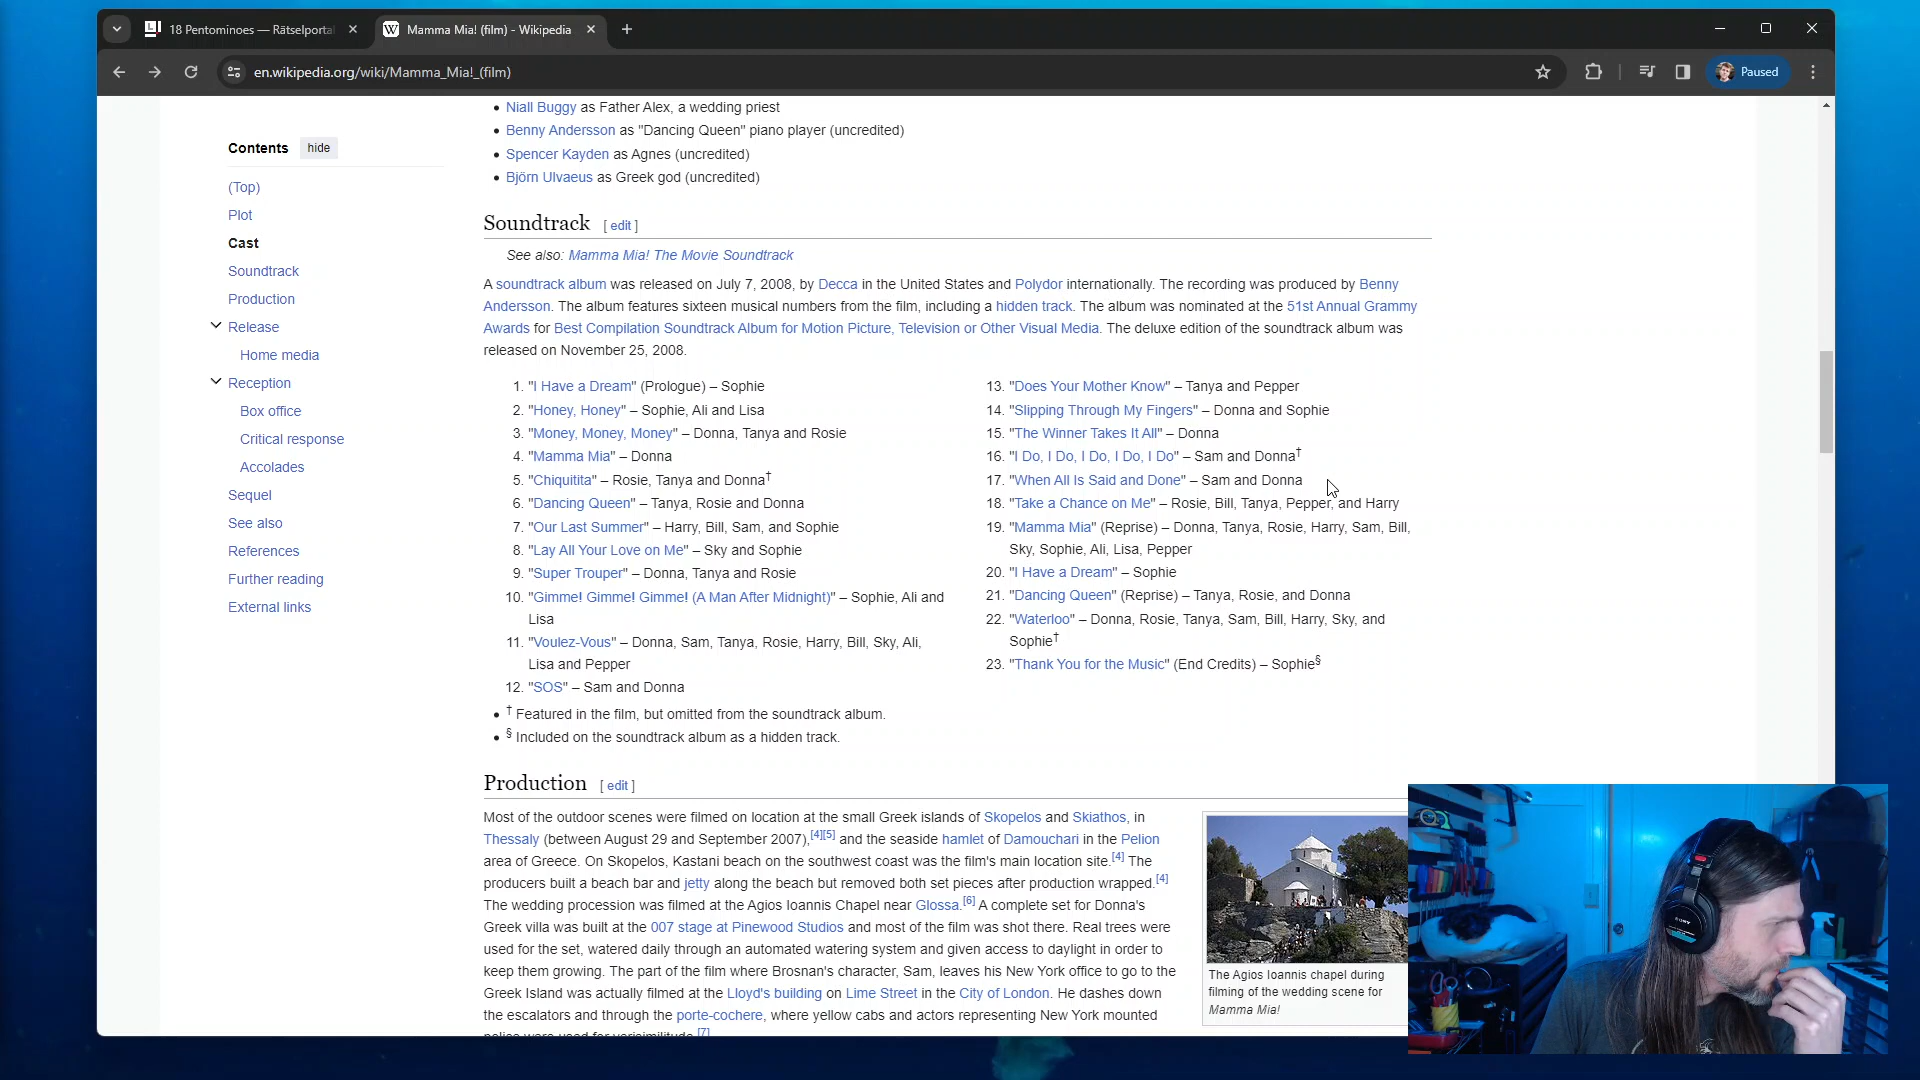 18 Pentominoes — Rätselporta
Mamma Mia! (film) - Wikipedia
en.wikipedia.org/wiki/Mamma_Mia!_(film)
Paused
Contents hide
(Top)
Plot
Cast
Soundtrack
Production
Release
Home media
Reception
Box office
Critical response
Accolades
Sequel
See also
References
Further reading
External links
Niall Buggy as Father Alex, a wedding priest
Benny Andersson as "Dancing Queen" piano player (uncredited)
Spencer Kayden as Agnes (uncredited)
Björn Ulvaeus as Greek god (uncredited)
Soundtrack [ edit ]
See also: Mamma Mia! The Movie Soundtrack
A soundtrack album was released on July 7, 2008, by Decca in the United States and Polydor internationally. The recording was produced by Benny
Andersson. The album features sixteen musical numbers from the film, including a hidden track. The album was nominated at the 51st Annual Grammy
Awards for Best Compilation Soundtrack Album for Motion Picture, Television or Other Visual Media. The deluxe edition of the soundtrack album was
released on November 25, 2008.
1. "I Have a Dream" (Prologue) – Sophie
2. "Honey, Honey" – Sophie, Ali and Lisa
3. "Money, Money, Money" – Donna, Tanya and Rosie
4. "Mamma Mia" – Donna
5. "Chiquitita" – Rosie, Tanya and Donna†
6. "Dancing Queen" – Tanya, Rosie and Donna
7. "Our Last Summer" – Harry, Bill, Sam, and Sophie
8. "Lay All Your Love on Me" – Sky and Sophie
9. "Super Trouper" – Donna, Tanya and Rosie
10. "Gimme! Gimme! Gimme! (A Man After Midnight)" – Sophie, Ali and
Lisa
11. "Voulez-Vous" – Donna, Sam, Tanya, Rosie, Harry, Bill, Sky, Ali,
Lisa and Pepper
12. "SOS" – Sam and Donna
13. "Does Your Mother Know" – Tanya and Pepper
14. "Slipping Through My Fingers" – Donna and Sophie
15. "The Winner Takes It All" – Donna
16. "I Do, I Do, I Do, I Do, I Do" – Sam and Donna†
17. "When All Is Said and Done" – Sam and Donna
18. "Take a Chance on Me" – Rosie, Bill, Tanya, Pepper, and Harry
19. "Mamma Mia" (Reprise) – Donna, Tanya, Rosie, Harry, Sam, Bill,
Sky, Sophie, Ali, Lisa, Pepper
20. "I Have a Dream" – Sophie
21. "Dancing Queen" (Reprise) – Tanya, Rosie, and Donna
22. "Waterloo" – Donna, Rosie, Tanya, Sam, Bill, Harry, Sky, and
Sophie†
23. "Thank You for the Music" (End Credits) – Sophie§
† Featured in the film, but omitted from the soundtrack album.
§ Included on the soundtrack album as a hidden track.
Production [ edit ]
Most of the outdoor scenes were filmed on location at the small Greek islands of Skopelos and Skiathos, in
Thessaly (between August 29 and September 2007),[4][5] and the seaside hamlet of Damouchari in the Pelion
area of Greece. On Skopelos, Kastani beach on the southwest coast was the film's main location site.[4] The
producers built a beach bar and jetty along the beach but removed both set pieces after production wrapped.[4]
The wedding procession was filmed at the Agios Ioannis Chapel near Glossa.[6] A complete set for Donna's
Greek villa was built at the 007 stage at Pinewood Studios and most of the film was shot there. Real trees were
used for the set, watered daily through an automated watering system and given access to daylight in order to
keep them growing. The part of the film where Brosnan's character, Sam, leaves his New York office to go to the
Greek Island was actually filmed at the Lloyd's building on Lime Street in the City of London. He dashes down
the escalators and through the porte-cochere, where yellow cabs and actors representing New York mounted
police were used for verisimilitude.[7]
The Agios Ioannis chapel during
filming of the wedding scene for
Mamma Mia!
SONY